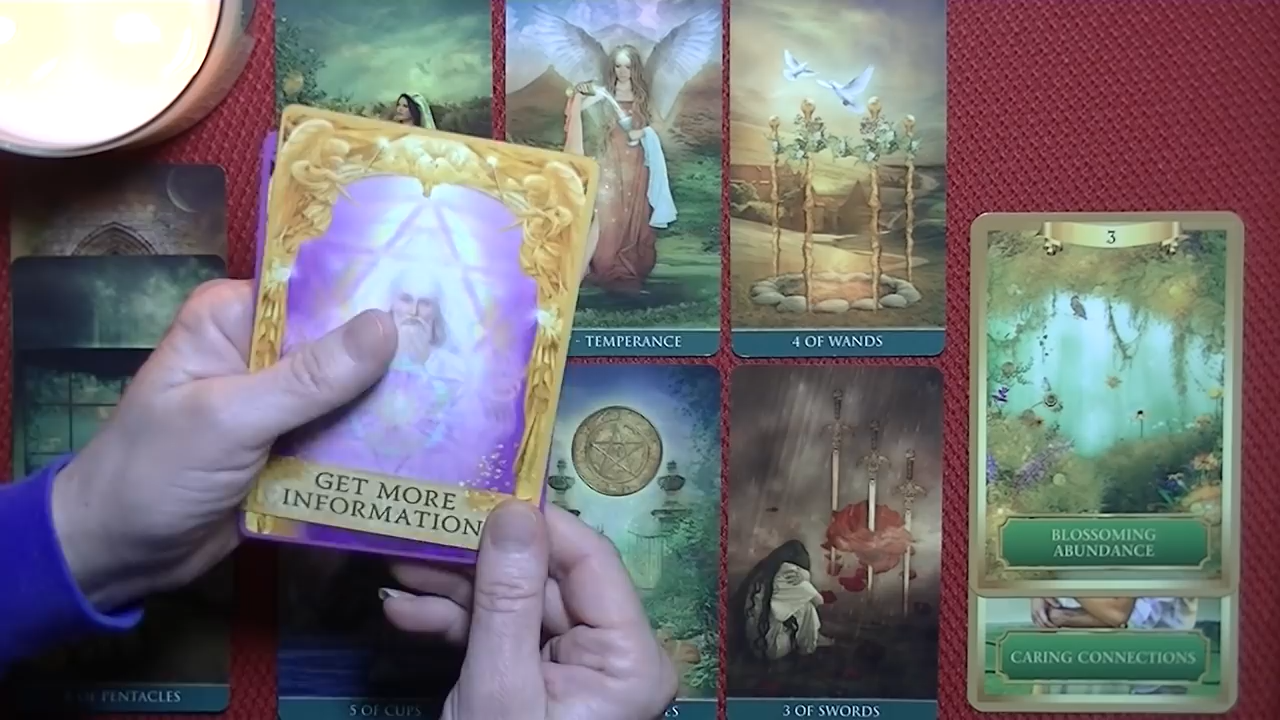 - TEMPERANCE
4 OF WANDS
3
GET MORE
INFORMATION
BLOSSOMING
ABUNDANCE
CARING CONNECTIONS
OF PENTACLES
5 OF CUPS
3 OF SWORDS